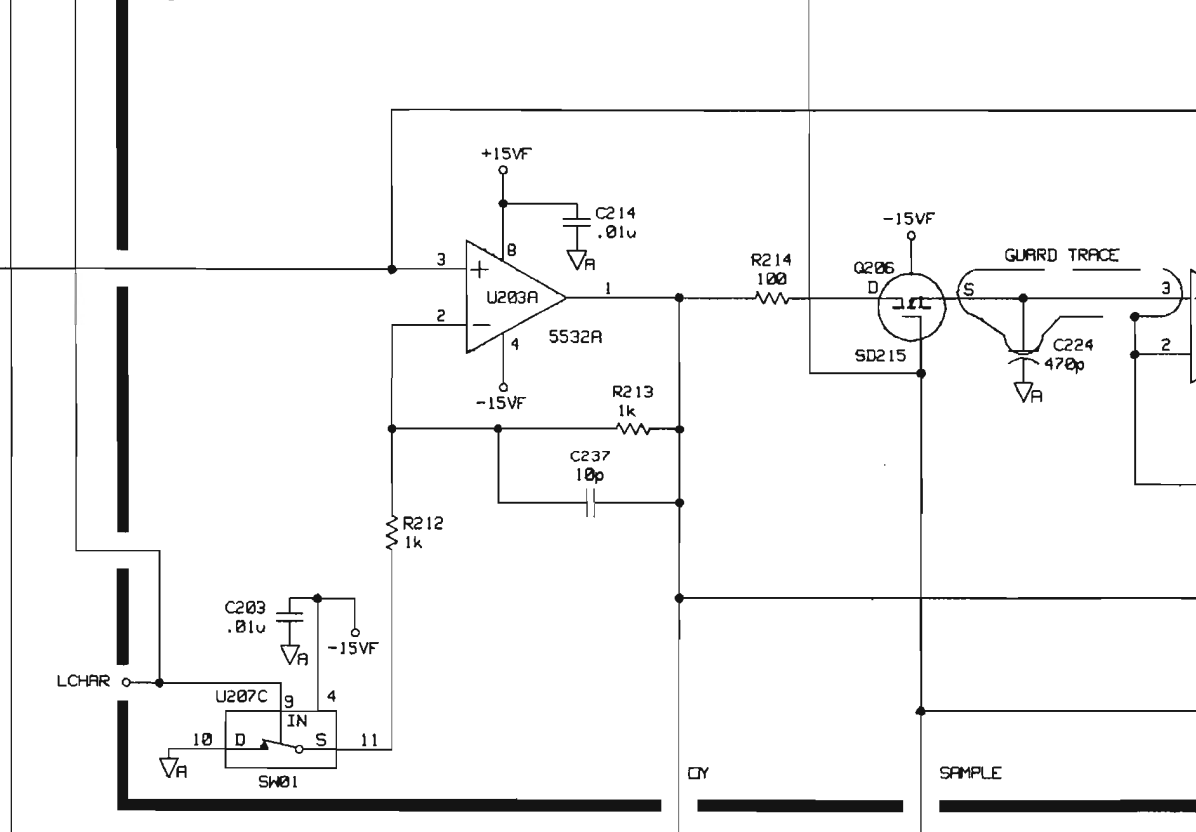 +15VF
C214
.01u
A
8
3
+
U203A
1
2
−
4
5532A
-15VF
R214
100
-15VF
Q206
D
S
SD215
GUARD TRACE
3
2
C224
470p
A
R213
1k
C237
10p
R212
1k
C203
.01u
A
-15VF
LCHAR
U207C
9
4
IN
10
D
S
11
A
SW01
DY
SAMPLE